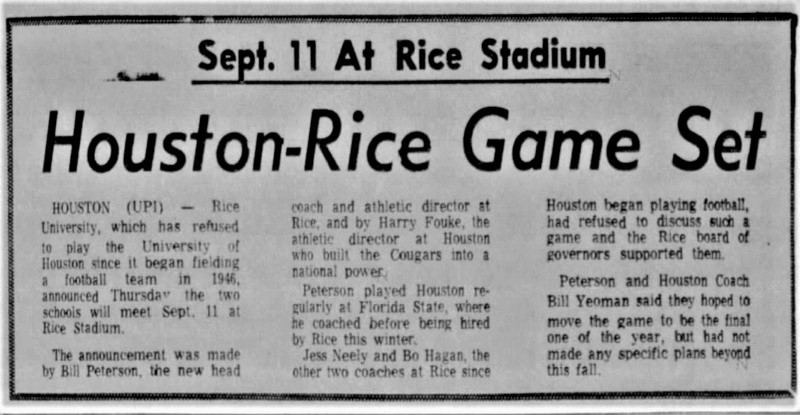 Sept. 11 At Rice Stadium
Houston-Rice Game Set
HOUSTON (UPI) — Rice
University, which has refused
to play the University of
Houston since it began fielding
a football team in 1946,
announced Thursday the two
schools will meet Sept. 11 at
Rice Stadium.
The announcement was made
by Bill Peterson, the new head
coach and athletic director at
Rice, and by Harry Fouke, the
athletic director at Houston
who built the Cougars into a
national power.
Peterson played Houston re-
gularly at Florida State, where
he coached before being hired
by Rice this winter.
Jess Neely and Bo Hagan, the
other two coaches at Rice since
Houston began playing football,
had refused to discuss such a
game and the Rice board of
governors supported them.
Peterson and Houston Coach
Bill Yeoman said they hoped to
move the game to be the final
one of the year, but had not
made any specific plans beyond
this fall.